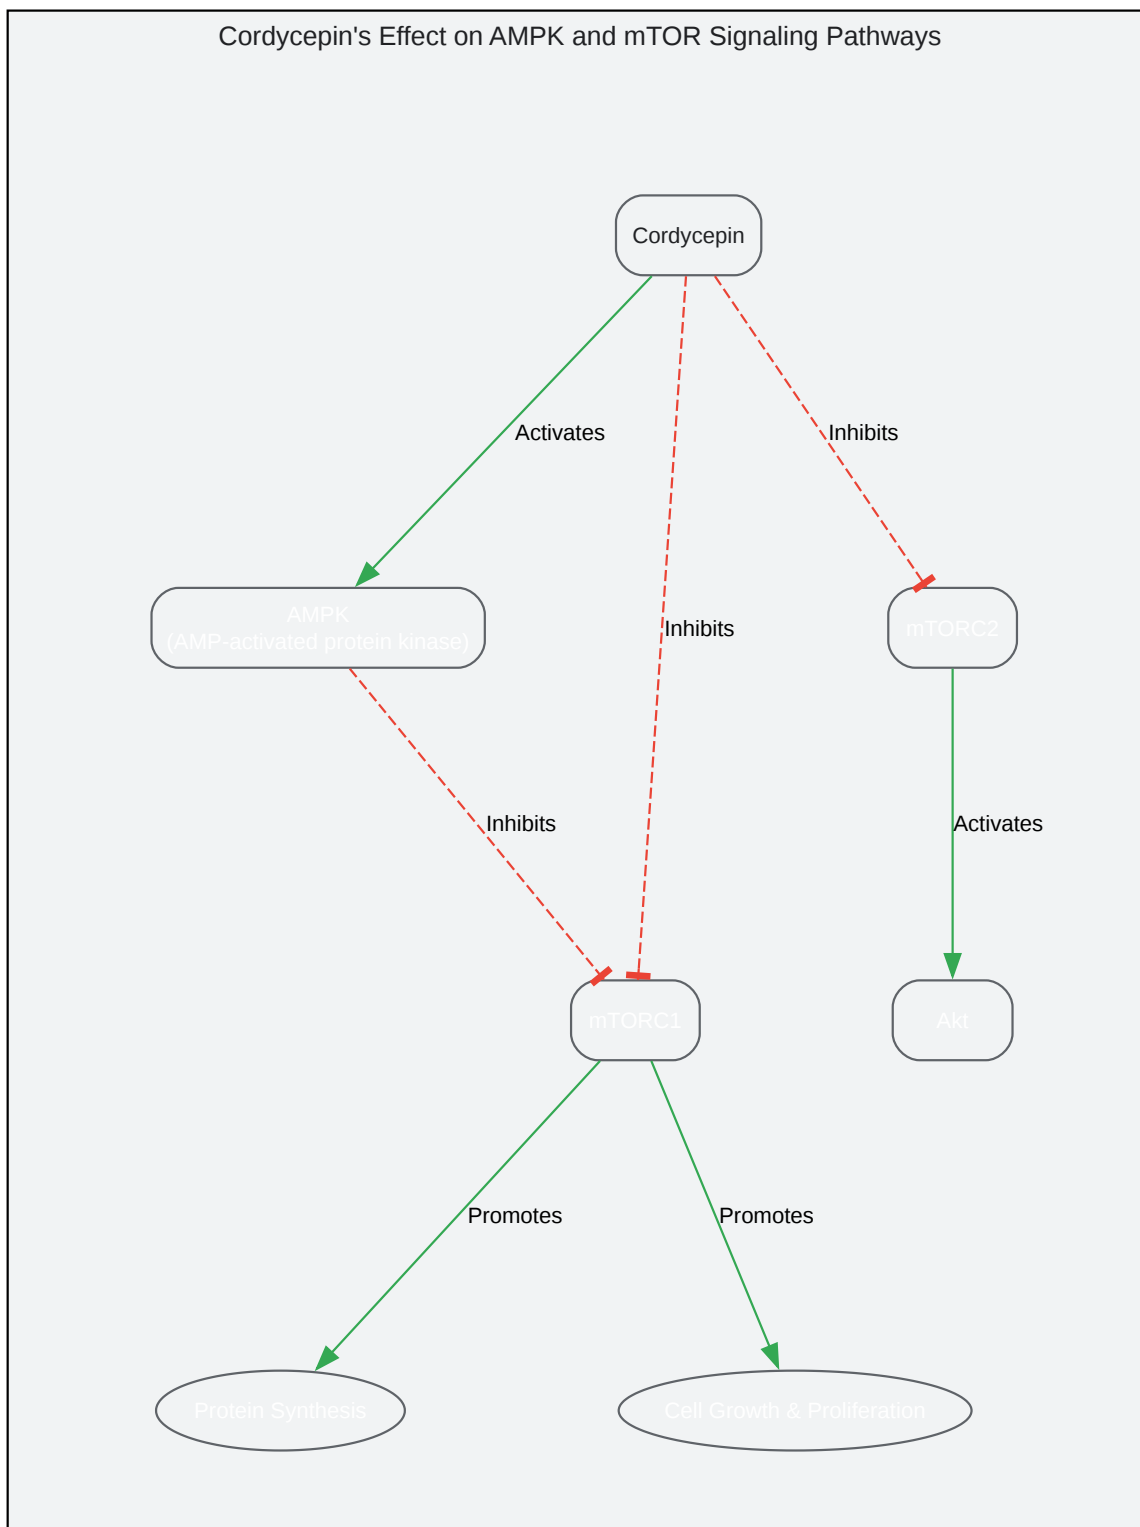 Cordycepin's Effect on AMPK and mTOR Signaling Pathways
Cordycepin
Activates
Inhibits
AMPK
(AMP-activated protein kinase)
Inhibits
mTORC2
Inhibits
Activates
mTORC1
Akt
Promotes
Promotes
Protein Synthesis
Cell Growth & Proliferation